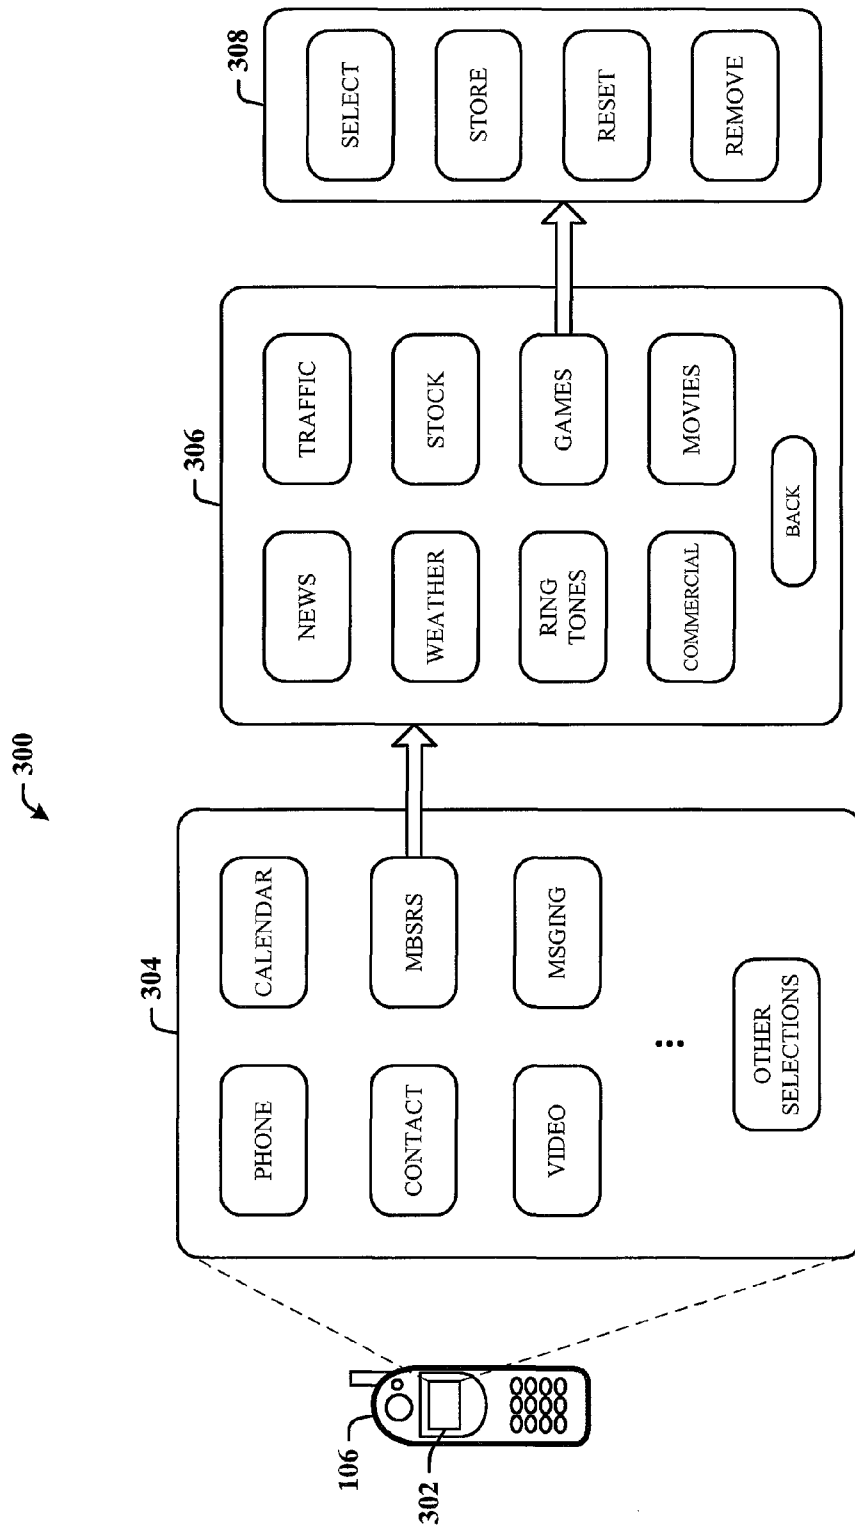 300
106
302
304
PHONE
CALENDAR
CONTACT
MBSRS
VIDEO
MSGING
...
OTHER
SELECTIONS
306
NEWS
TRAFFIC
WEATHER
STOCK
RING
TONES
GAMES
COMMERCIAL
MOVIES
BACK
308
SELECT
STORE
RESET
REMOVE